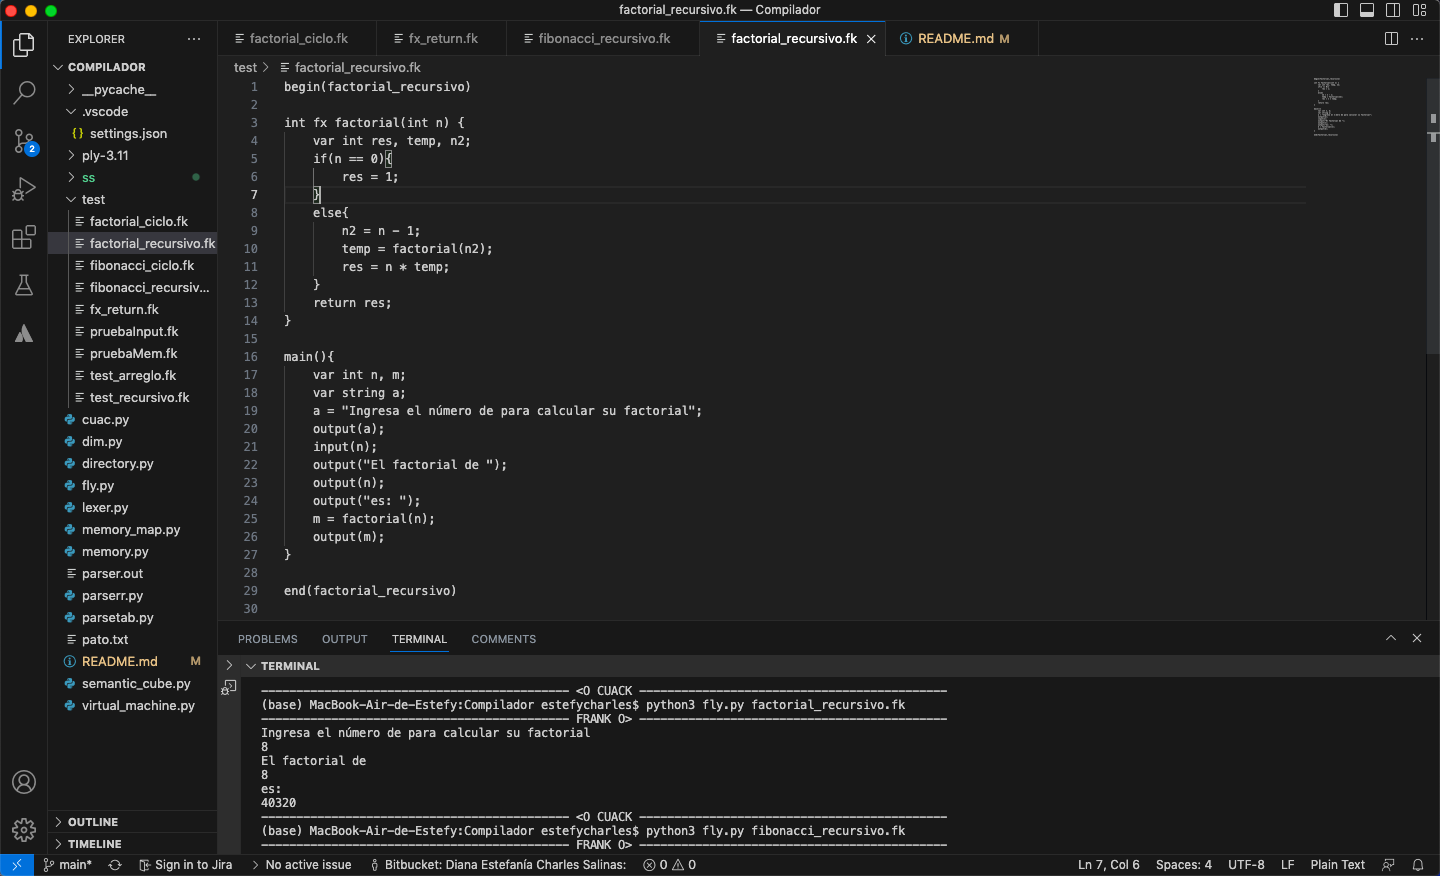 factorial_recursivo.fk — Compilador
EXPLORER
COMPILADOR
__pycache__
.vscode
{} settings.json
ply-3.11
ss
test
factorial_ciclo.fk
factorial_recursivo.fk
fibonacci_ciclo.fk
fibonacci_recursiv...
fx_return.fk
pruebaInput.fk
pruebaMem.fk
test_arreglo.fk
test_recursivo.fk
cuac.py
dim.py
directory.py
fly.py
lexer.py
memory_map.py
memory.py
parser.out
parserr.py
parsetab.py
pato.txt
README.md M
semantic_cube.py
virtual_machine.py
OUTLINE
TIMELINE
2
factorial_ciclo.fk
fx_return.fk
fibonacci_recursivo.fk
factorial_recursivo.fk
README.md M
test > factorial_recursivo.fk
1 begin(factorial_recursivo)
2
3 int fx factorial(int n) {
4 var int res, temp, n2;
5 if(n == 0){
6 res = 1;
7 }
8 else{
9 n2 = n - 1;
10 temp = factorial(n2);
11 res = n * temp;
12 }
13 return res;
14 }
15
16 main(){
17 var int n, m;
18 var string a;
19 a = "Ingresa el número de para calcular su factorial";
20 output(a);
21 input(n);
22 output("El factorial de ");
23 output(n);
24 output("es: ");
25 m = factorial(n);
26 output(m);
27 }
28
29 end(factorial_recursivo)
30
PROBLEMS OUTPUT TERMINAL COMMENTS
TERMINAL
------------------------------------------- <O CUACK -------------------------------------------
(base) MacBook-Air-de-Estefy:Compilador estefycharles$ python3 fly.py factorial_recursivo.fk
------------------------------------------- FRANK O> -------------------------------------------
Ingresa el número de para calcular su factorial
8
El factorial de
8
es:
40320
------------------------------------------- <O CUACK -------------------------------------------
(base) MacBook-Air-de-Estefy:Compilador estefycharles$ python3 fly.py fibonacci_recursivo.fk
------------------------------------------- FRANK O> -------------------------------------------
main* Sign in to Jira No active issue Bitbucket: Diana Estefanía Charles Salinas: 0 0 Ln 7, Col 6 Spaces: 4 UTF-8 LF Plain Text